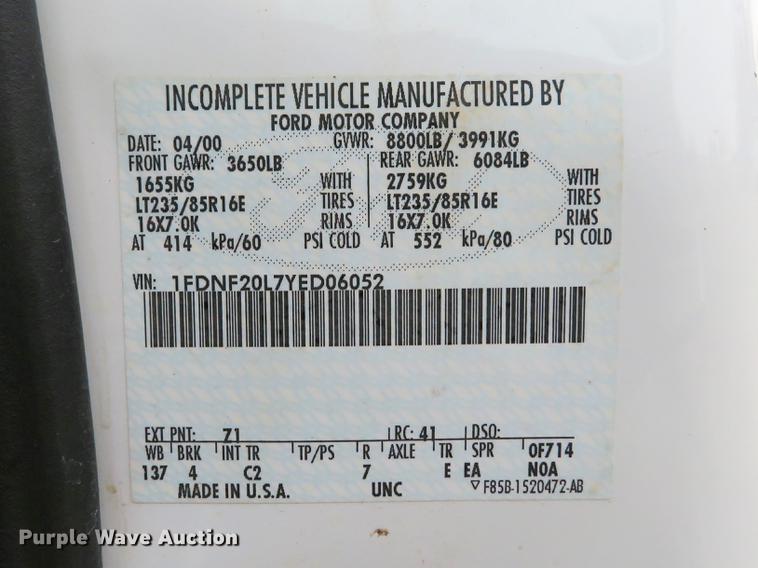 INCOMPLETE VEHICLE MANUFACTURED BY
FORD MOTOR COMPANY
DATE: 04/00 GVWR: 8800LB/ 3991KG
FRONT GAWR: 3650LB REAR GAWR: 6084LB
1655KG WITH 2759KG WITH
LT235/85R16E TIRES LT235/85R16E TIRES
16X7.0K RIMS 16X7.0K RIMS
AT 414 kPa/60 PSI COLD AT 552 kPa/80 PSI COLD
VIN: 1FDNF20L7YED06052
EXT PNT: Z1 RC: 41 DSO:
WB BRK INT TR TP/PS R AXLE TR SPR 0F714
137 4 C2 7 E EA N0A
MADE IN U.S.A. UNC ▽ F85B-1520472-AB
Purple Wave Auction